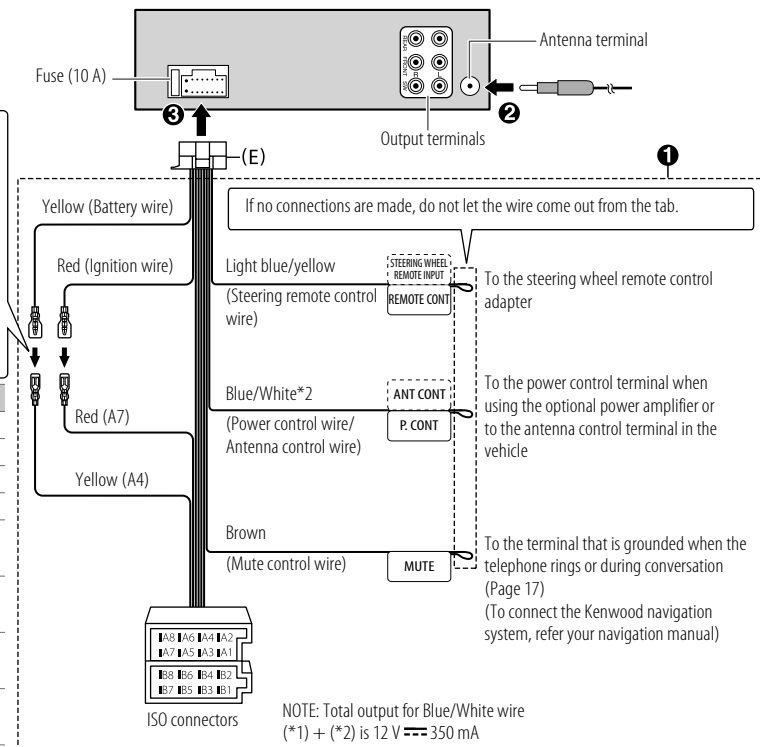 Antenna terminal
Fuse (10 A)
REAR
FRONT
SW
R
L
❸
❷
Output terminals
(E)
❶
Yellow (Battery wire)
If no connections are made, do not let the wire come out from the tab.
Red (Ignition wire)
Light blue/yellow
(Steering remote control
wire)
STEERING WHEEL
REMOTE INPUT
REMOTE CONT
To the steering wheel remote control
adapter
Blue/White*2
(Power control wire/
Antenna control wire)
ANT CONT
P. CONT
To the power control terminal when
using the optional power amplifier or
to the antenna control terminal in the
vehicle
Red (A7)
Yellow (A4)
Brown
(Mute control wire)
MUTE
To the terminal that is grounded when the
telephone rings or during conversation
(Page 17)
(To connect the Kenwood navigation
system, refer your navigation manual)
A8 A6 A4 A2
A7 A5 A3 A1
B8 B6 B4 B2
B7 B5 B3 B1
ISO connectors
NOTE: Total output for Blue/White wire
(*1) + (*2) is 12 V ⎓ 350 mA